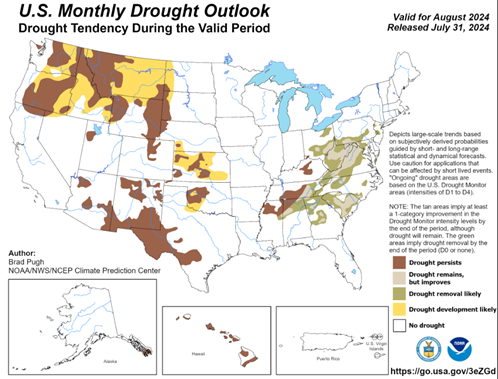 U.S. Monthly Drought Outlook
Drought Tendency During the Valid Period
Valid for August 2024
Released July 31, 2024
Depicts large-scale trends based
on subjectively derived probabilities
guided by short- and long-range
statistical and dynamic forecasts.
Use caution for applications that
can be affected by short lived events.
"Ongoing" drought areas are
based on the U.S. Drought Monitor
areas (intensities of D1 to D4).
NOTE: The tan areas imply at least
a 1-category improvement in the
Drought Monitor intensity levels by
the end of the period, although
drought will remain. The green
areas imply drought removal by the
end of the period (D0 or none).
Author:
Brad Pugh
NOAA/NWS/NCEP Climate Prediction Center
Drought persists
Drought remains,
but improves
Drought removal likely
Drought development likely
No drought
Alaska
Hawaii
Puerto Rico
U.S. Virgin
Islands
NOAA
https://go.usa.gov/3eZGd